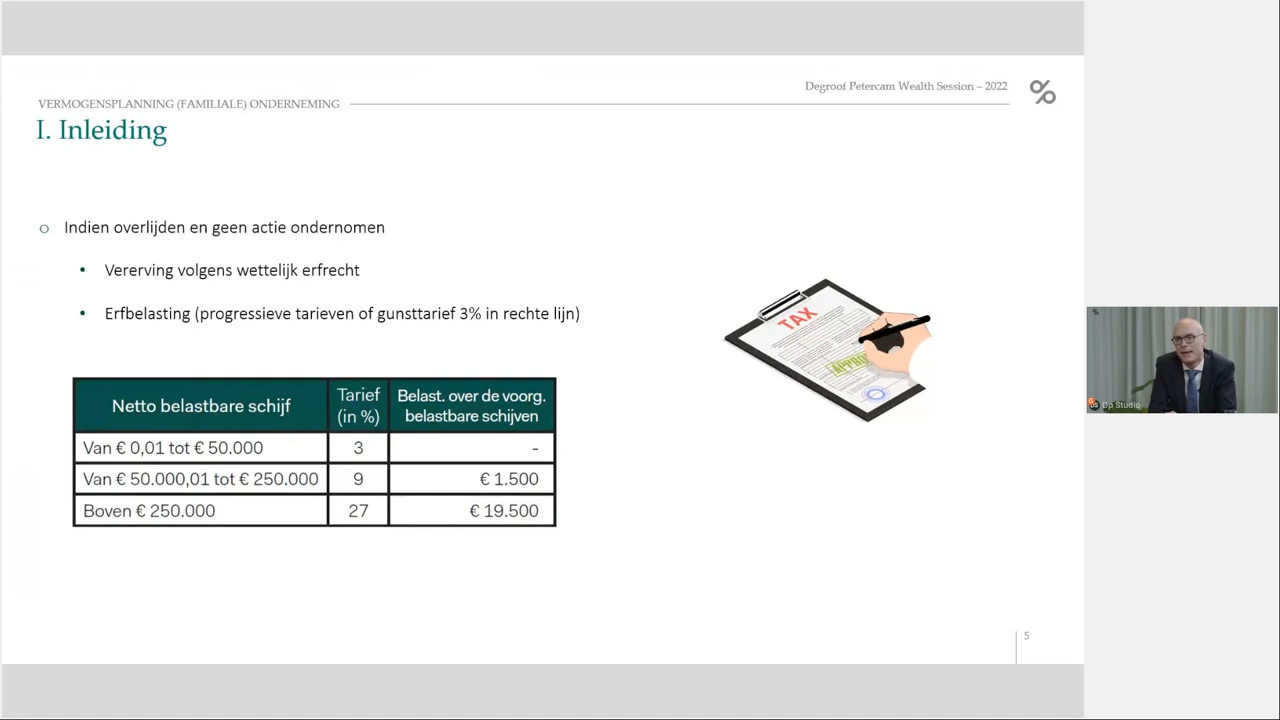 Degroof Petercam Wealth Session – 2022
VERMOGENSPLANNING (FAMILIALE) ONDERNEMING
I. Inleiding
o Indien overlijden en geen actie ondernomen
• Vererving volgens wettelijk erfrecht
• Erfbelasting (progressieve tarieven of gunsttarief 3% in rechte lijn)
TAX
APPROV
Netto belastbare schijf Tarief (in %) Belast. over de voorg. belastbare schijven
Van € 0,01 tot € 50.000 3 -
Van € 50.000,01 tot € 250.000 9 € 1.500
Boven € 250.000 27 € 19.500
Dp Studio
5